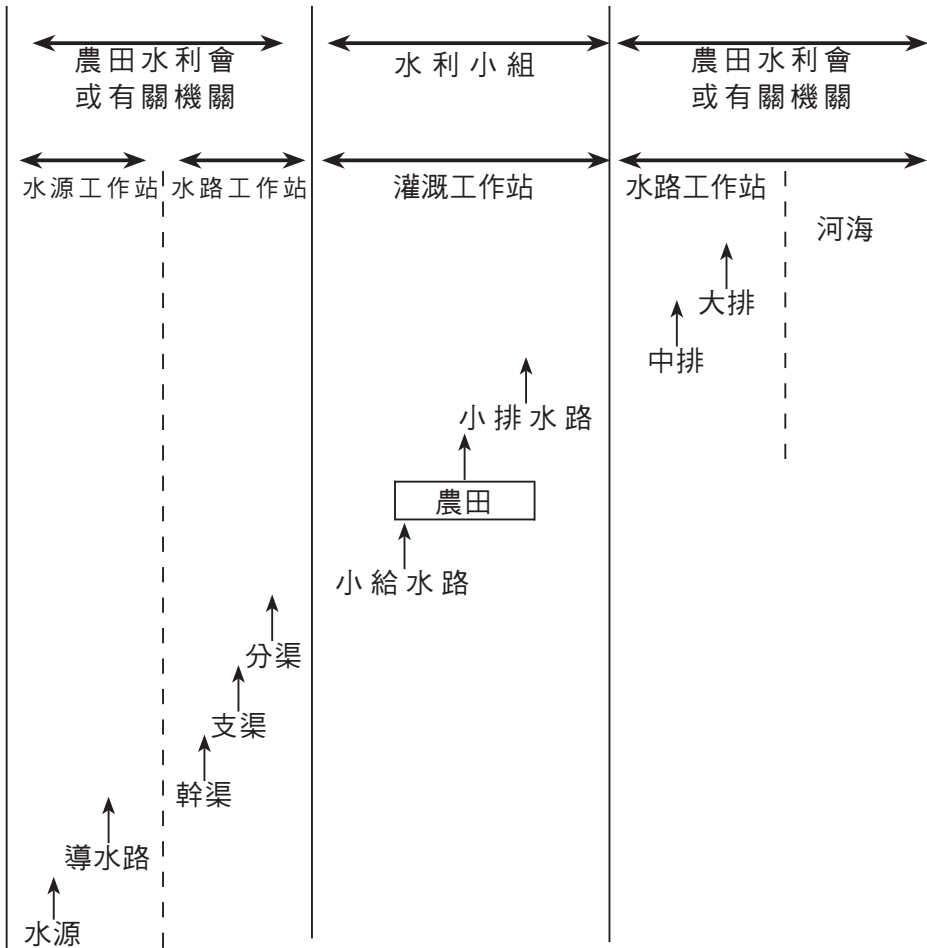 農田水利會
或有關機關
水利小組
農田水利會
或有關機關
水源工作站
水路工作站
灌溉工作站
水路工作站
河海
大排
中排
小排水路
農田
小給水路
分渠
支渠
幹渠
導水路
水源